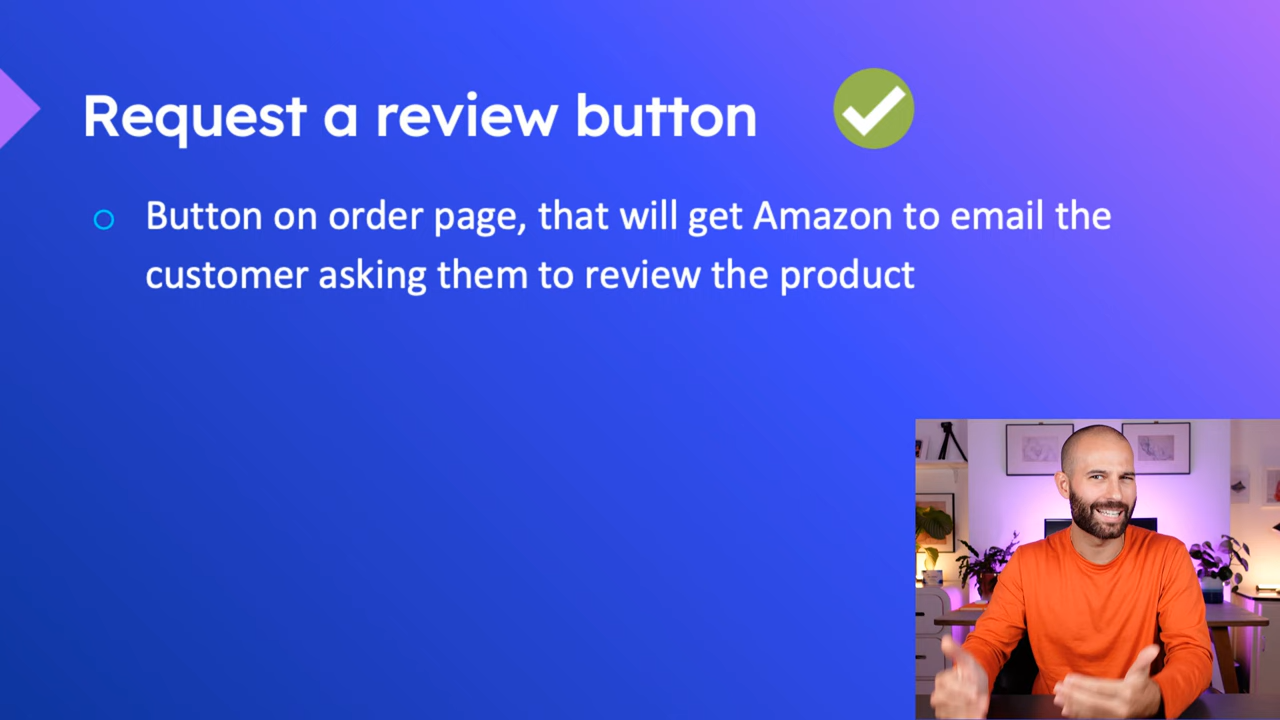 Request a review button
Button on order page, that will get Amazon to email the
customer asking them to review the product